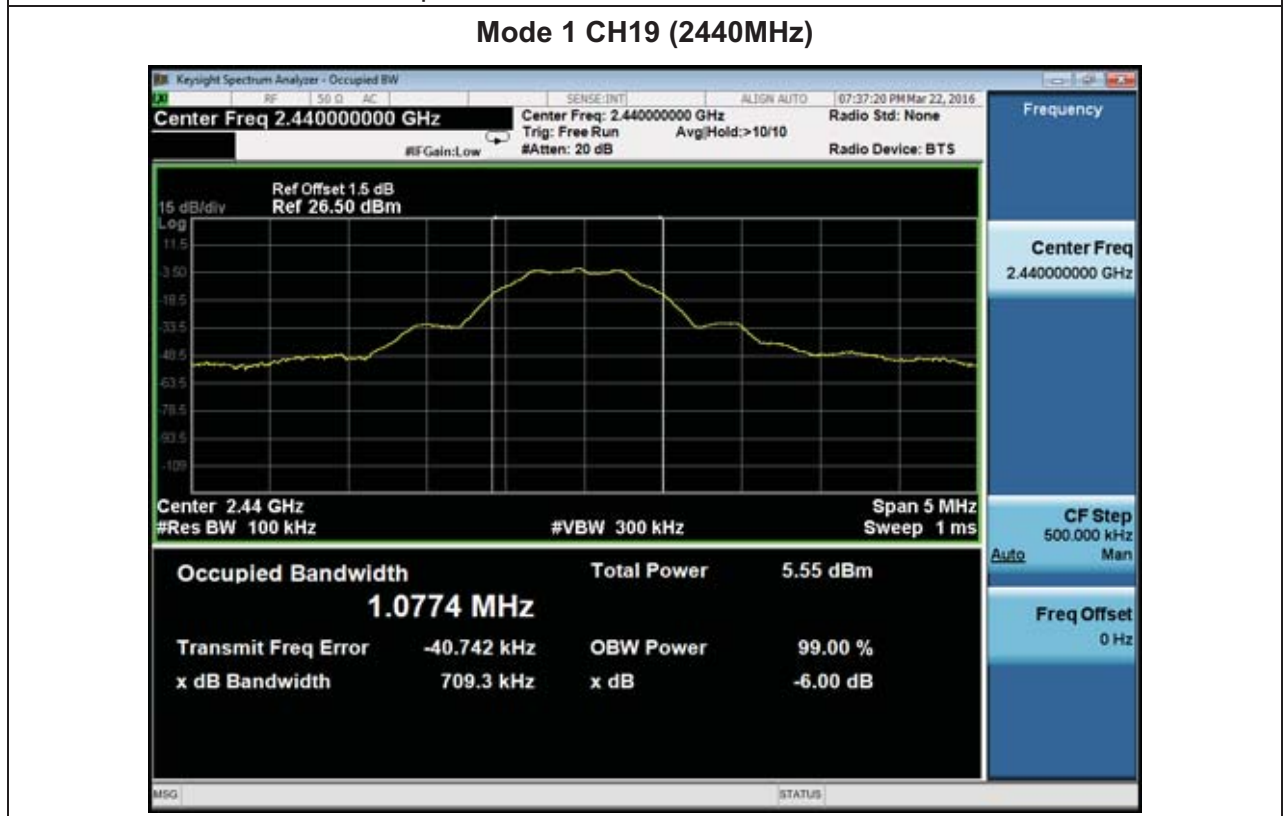 Mode 1 CH19 (2440MHz)
Keysight Spectrum Analyzer - Occupied BW
RF 50 Ω AC SENSE:INT ALIGN AUTO 07:37:20 PM Mar 22, 2016
Center Freq 2.440000000 GHz
Center Freq: 2.440000000 GHz
Radio Std: None
Trig: Free Run Avg|Hold:>10/10
#IFGain:Low #Atten: 20 dB
Radio Device: BTS
Ref Offset 1.5 dB
15 dB/div Ref 26.50 dBm
Log
11.5
-3.50
-18.5
-33.5
-48.5
-63.5
-78.5
-93.5
-109
Center 2.44 GHz Span 5 MHz
#Res BW 100 kHz #VBW 300 kHz Sweep 1 ms
Occupied Bandwidth Total Power 5.55 dBm
1.0774 MHz
Transmit Freq Error -40.742 kHz OBW Power 99.00 %
x dB Bandwidth 709.3 kHz x dB -6.00 dB
MSG STATUS
Frequency
Center Freq
2.440000000 GHz
CF Step
500.000 kHz
Auto Man
Freq Offset
0 Hz